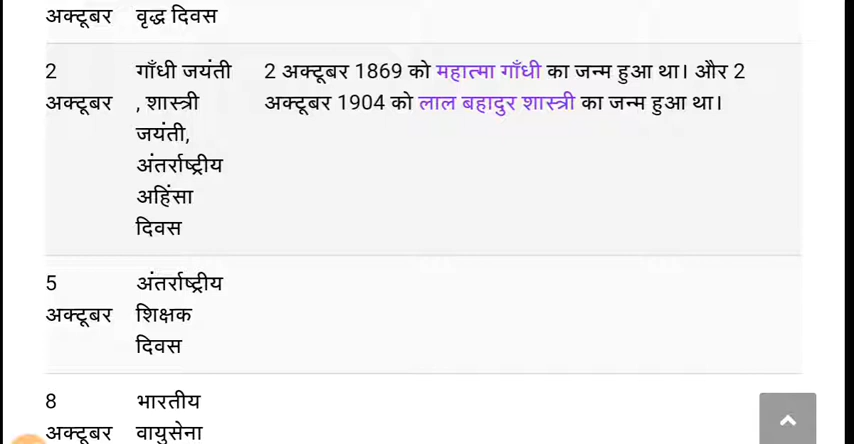 अक्टूबर वृद्ध दिवस
2 गाँधी जयंती 2 अक्टूबर 1869 को महात्मा गाँधी का जन्म हुआ था। और 2
अक्टूबर , शास्त्री अक्टूबर 1904 को लाल बहादुर शास्त्री का जन्म हुआ था।
जयंती,
अंतर्राष्ट्रीय
अहिंसा
दिवस
5 अंतर्राष्ट्रीय
अक्टूबर शिक्षक
दिवस
8 भारतीय
अक्टूबर वायुसेना